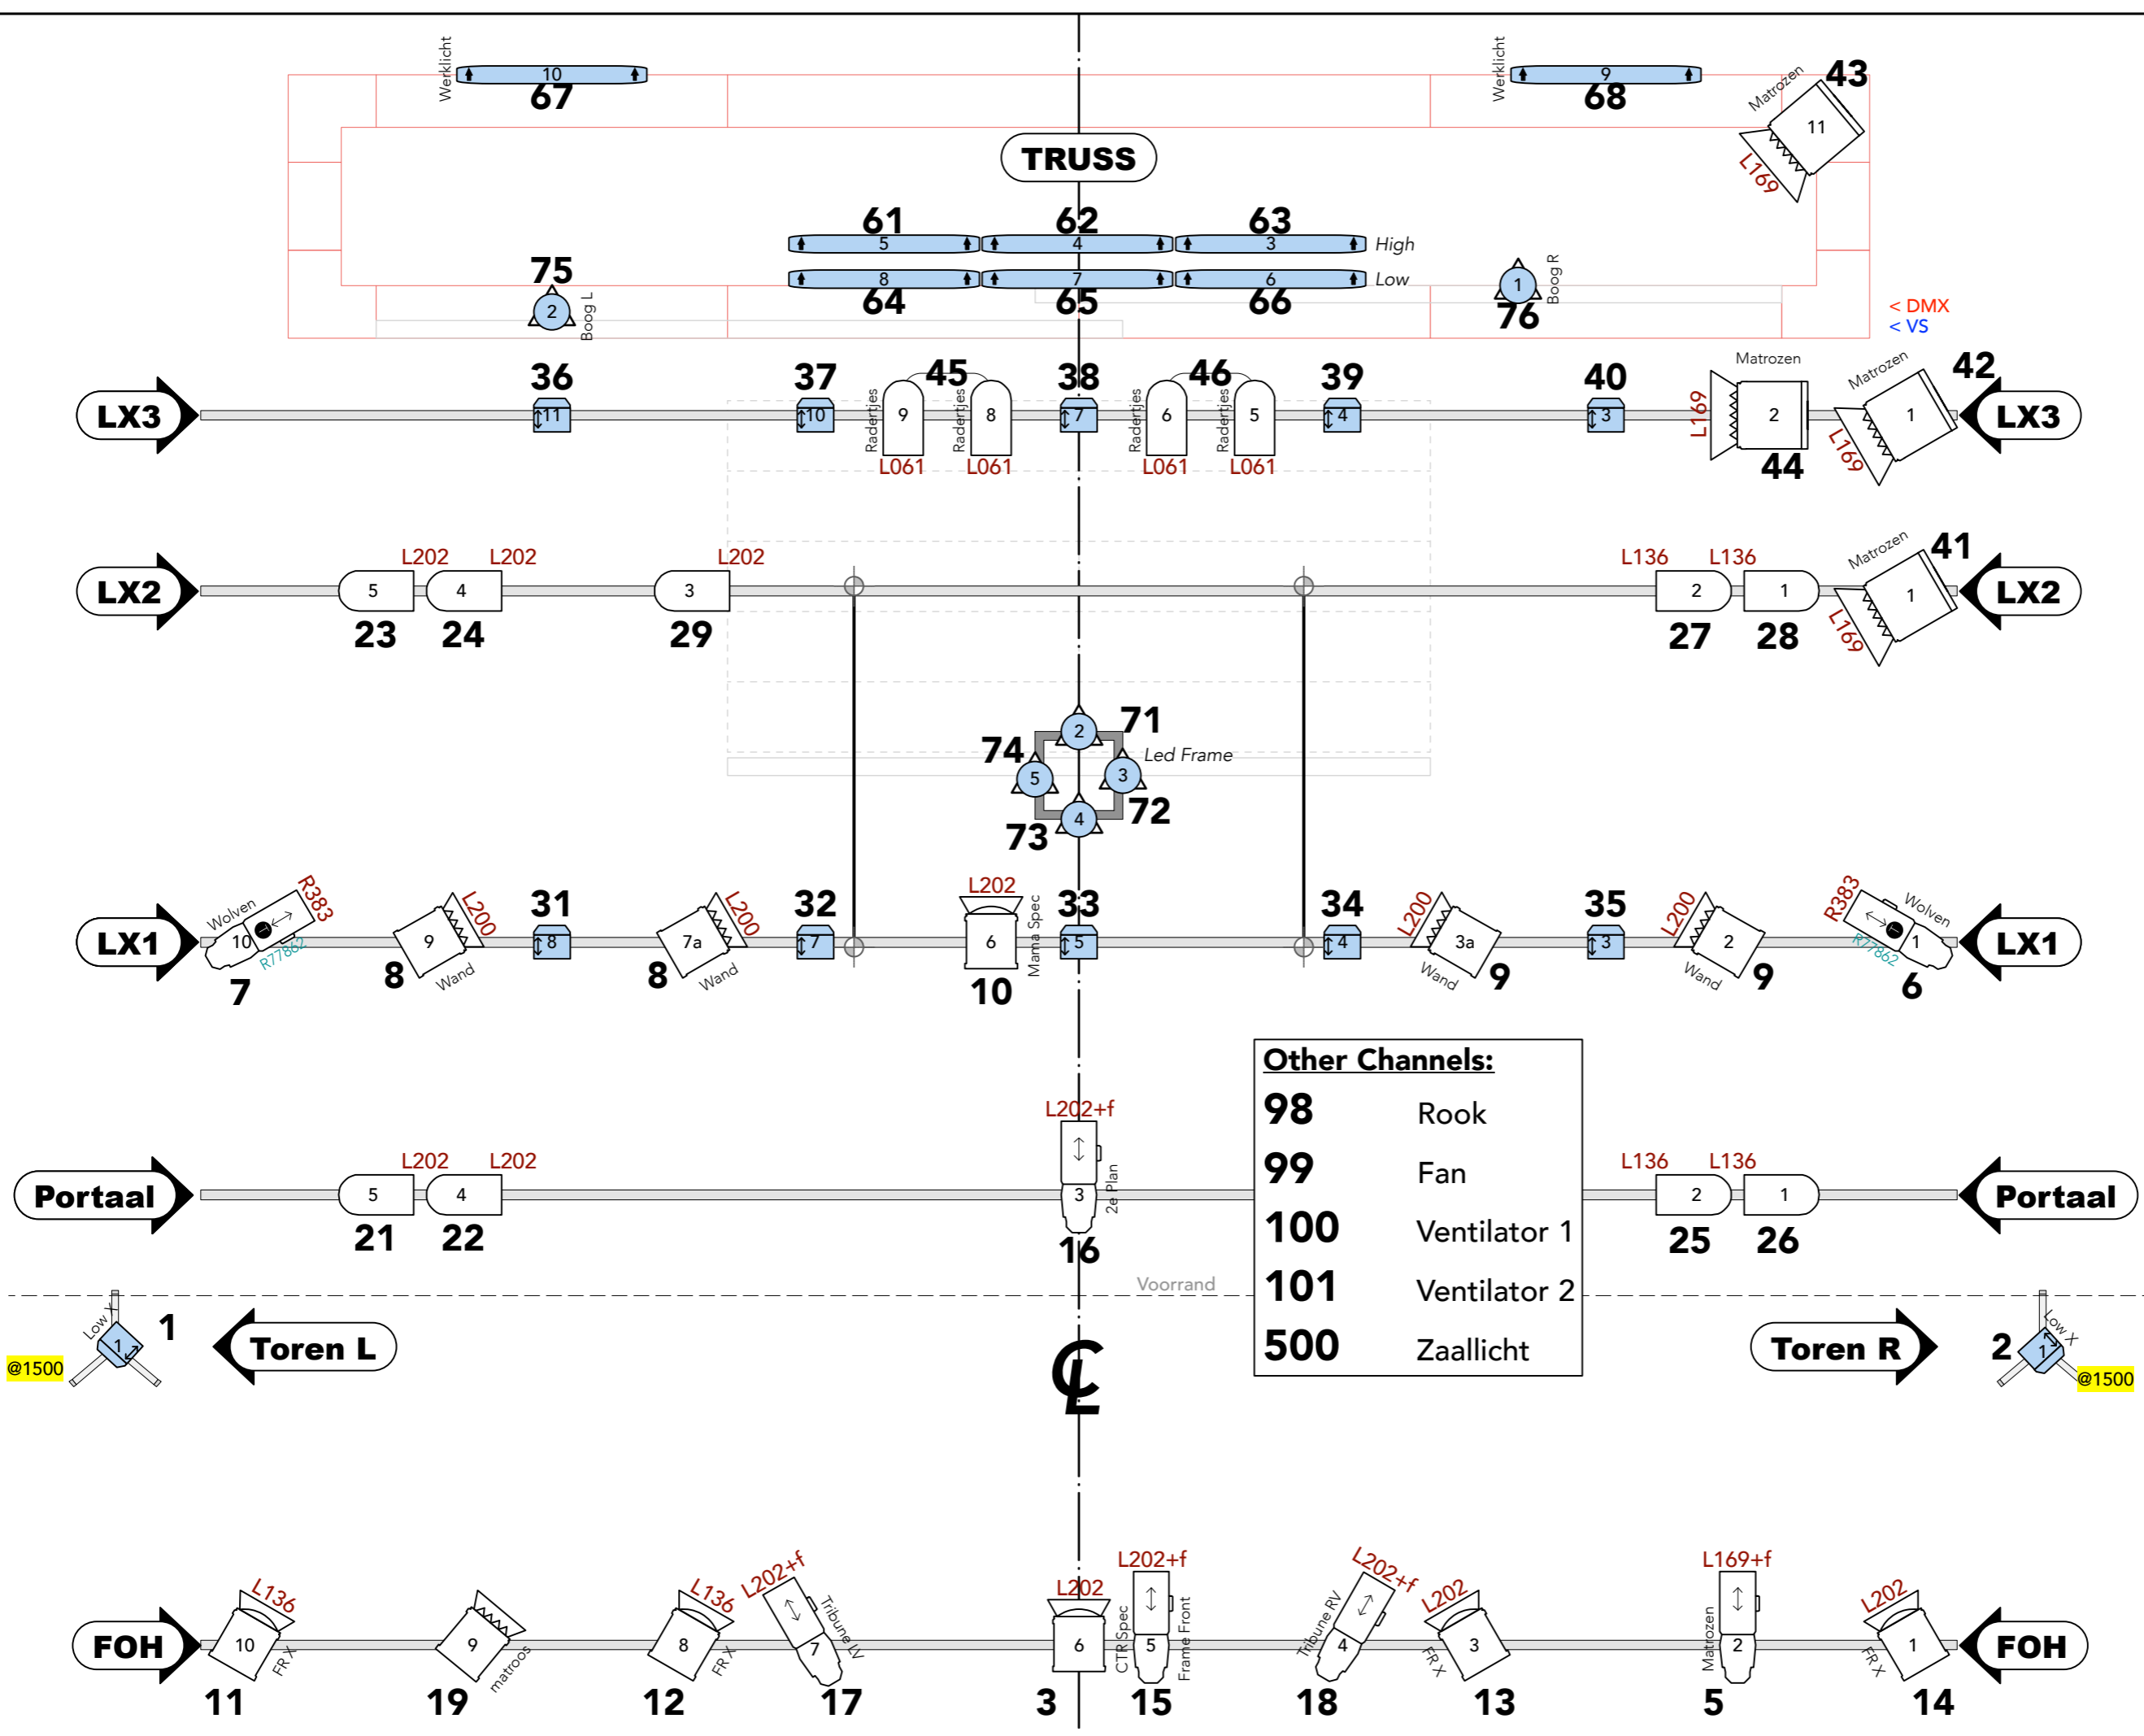 Werklicht 10 67
Werklicht 9 68
Matrozen 43
11
L169
TRUSS
61 62 63
5 4 3 High
8 7 6 Low
64 65 66
75
2 Boog L
1 Boog R
76
< DMX
< VS
Matrozen
Matrozen 42
36 37 45 38 46 39 40
LX3 11 10 Radertjes 9 Radertjes 8 7 Radertjes 6 Radertjes 5 4 3 L169 2 1 LX3
L061 L061 L061 L061 44 L169
L202 L202 L202 L136 L136 Matrozen 41
LX2 5 4 3 2 1 1 LX2
23 24 29 27 28 L169
2 71
74 Led Frame
5 3
72
4
73
Wolven R383 L200 31 L200 32 L202 33 34 L200 35 L200 R383 Wolven
LX1 10 9 8 7a 7 6 Mama Spec 5 4 3a 3 2 1 LX1
R77862 R77862
7 8 Wand 8 Wand 10 Wand 9 Wand 9 6
Other Channels:
98 Rook
99 Fan
100 Ventilator 1
101 Ventilator 2
500 Zaallicht
L202+f
L202 L202 L136 L136
Portaal 5 4 3 2e Plan 2 1 Portaal
21 22 16 25 26
Voorrand
Low X 1 1 Toren L
@1500
Toren R 2 1 Low X
@1500
CL
L136 L136 L202+f L202 L202+f L202+f L202 L169+f L202
FOH 10 FR X 9 matroos 8 FR X 7 Tribune LV 6 CTR Spec 5 Frame Front Tribune RV 4 FR X 3 Matrozen 2 FR X 1 FOH
11 19 12 17 3 15 18 13 5 14